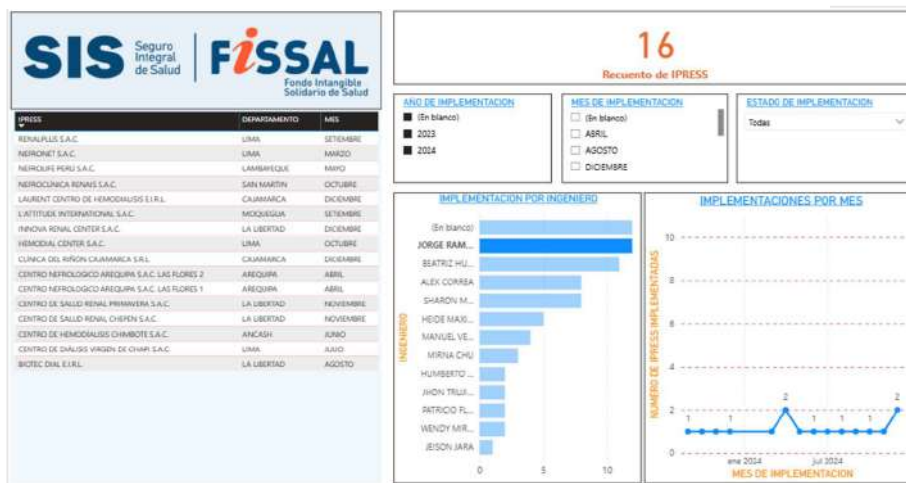 SIS Seguro Integral de Salud FiSSAL
Fondo Intangible
Solidario de Salud
IPRESS DEPARTAMENTO MES
RENALPLUS S.A.C. LIMA SETIEMBRE
NEFRONET S.A.C. LIMA MARZO
NEFROLIFE PERU S.A.C. LAMBAYEQUE MAYO
NEFROCLÍNICA RENAIS S.A.C. SAN MARTIN OCTUBRE
LAURENT CENTRO DE HEMODIALISIS E.I.R.L. CAJAMARCA DICIEMBRE
L'ATTITUDE INTERNATIONAL S.A.C. MOQUEGUA SETIEMBRE
INNOVA RENAL CENTER S.A.C. LA LIBERTAD DICIEMBRE
HEMODIAL CENTER S.A.C. LIMA OCTUBRE
CLÍNICA DEL RIÑON CAJAMARCA S.R.L. CAJAMARCA DICIEMBRE
CENTRO NEFROLOGICO AREQUIPA S.A.C. LAS FLORES 2 AREQUIPA ABRIL
CENTRO NEFROLOGICO AREQUIPA S.A.C. LAS FLORES 1 AREQUIPA ABRIL
CENTRO DE SALUD RENAL PRIMAVERA S.A.C. LA LIBERTAD NOVIEMBRE
CENTRO DE SALUD RENAL CHEPEN S.A.C. LA LIBERTAD NOVIEMBRE
CENTRO DE HEMODIALISIS CHIMBOTE S.A.C. ANCASH JUNIO
CENTRO DE DIÁLISIS VIRGEN DE CHAPI S.A.C. LIMA JULIO
BIOTEC DIAL E.I.R.L. LA LIBERTAD AGOSTO
16
Recuento de IPRESS
AÑO DE IMPLEMENTACION
(En blanco)
2023
2024
MES DE IMPLEMENTACION
(En blanco)
ABRIL
AGOSTO
DICIEMBRE
ESTADO DE IMPLEMENTACION
Todas
IMPLEMENTACION POR INGENIERO
INGENIERO
(En blanco)
JORGE RAM...
BEATRIZ HU...
ALEX CORREA
SHARON M...
HEIDE MAXI...
MANUEL VE...
MIRNA CHU
HUMBERTO ...
JHON TRUJI...
PATRICIO FL...
WENDY MIR...
JEISON JARA
0 5 10
IMPLEMENTACIONES POR MES
NUMERO DE IPRESS IMPLEMENTADAS
10
8
6
4
2
0
1 1 2 1 1 1 2
ene 2024 jul 2024
MES DE IMPLEMENTACION